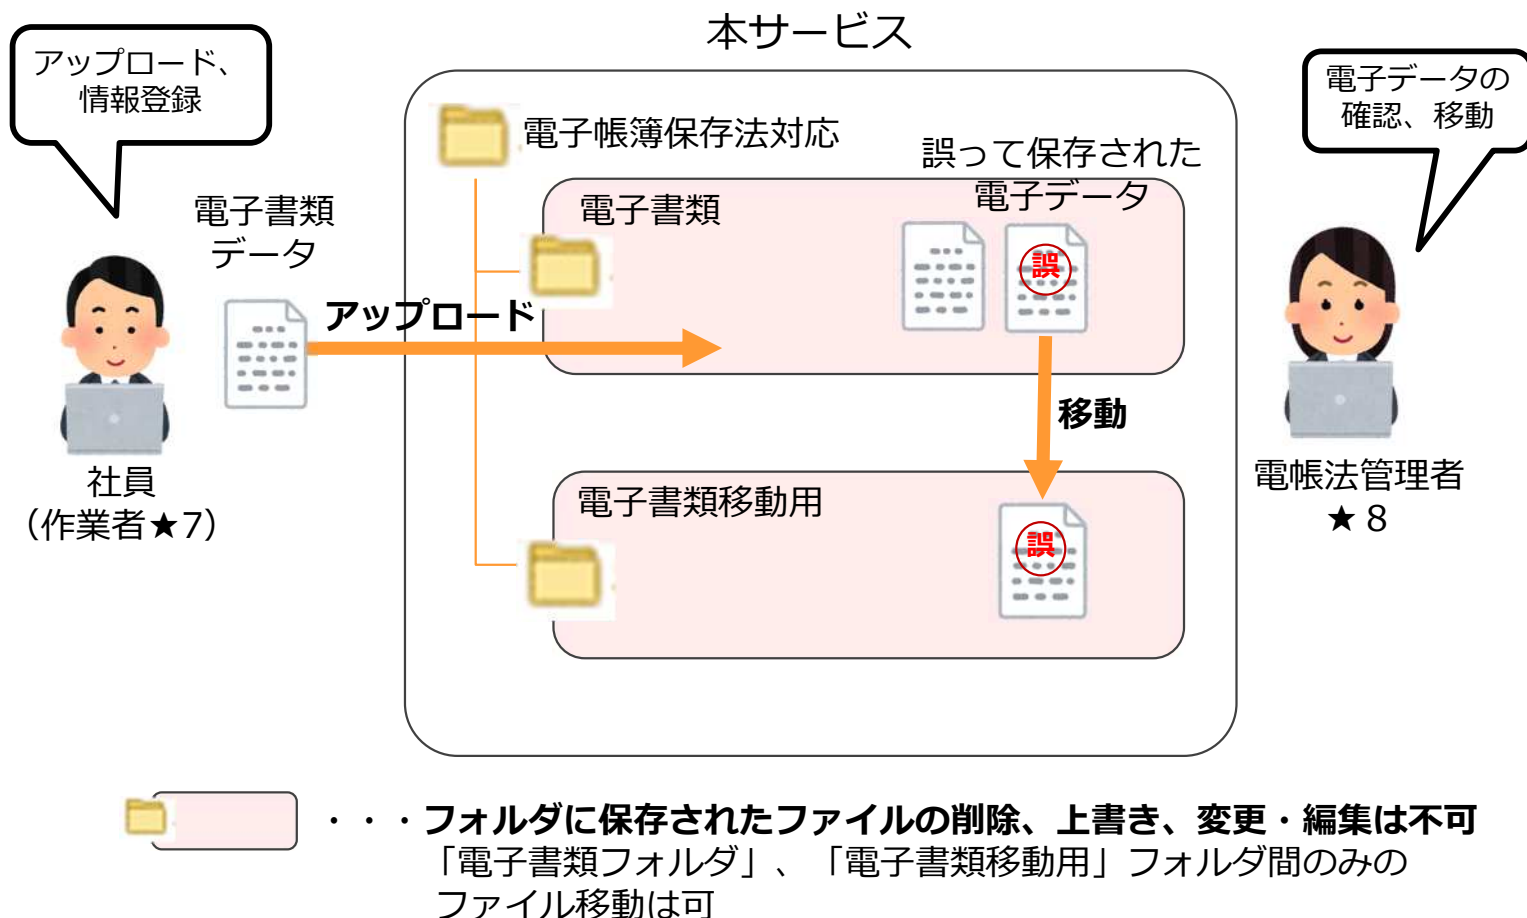 本サービス
アップロード、
情報登録
電子データの
確認、移動
電子帳簿保存法対応
誤って保存された
電子データ
電子書類
電子書類
データ
誤
アップロード
移動
社員
（作業者★7）
電子書類移動用
誤
電帳法管理者
★８
・・・フォルダに保存されたファイルの削除、上書き、変更・編集は不可
「電子書類フォルダ」、「電子書類移動用」フォルダ間のみの
ファイル移動は可